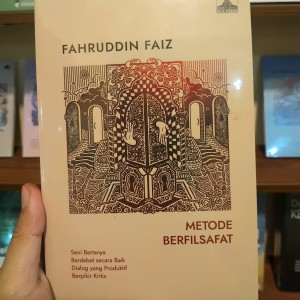 FAHRUDDIN FAIZ
METODE
BERFILSAFAT
Seni Bertanya
Berdebat secara Baik
Dialog yang Produktif
Berpikir Kritis